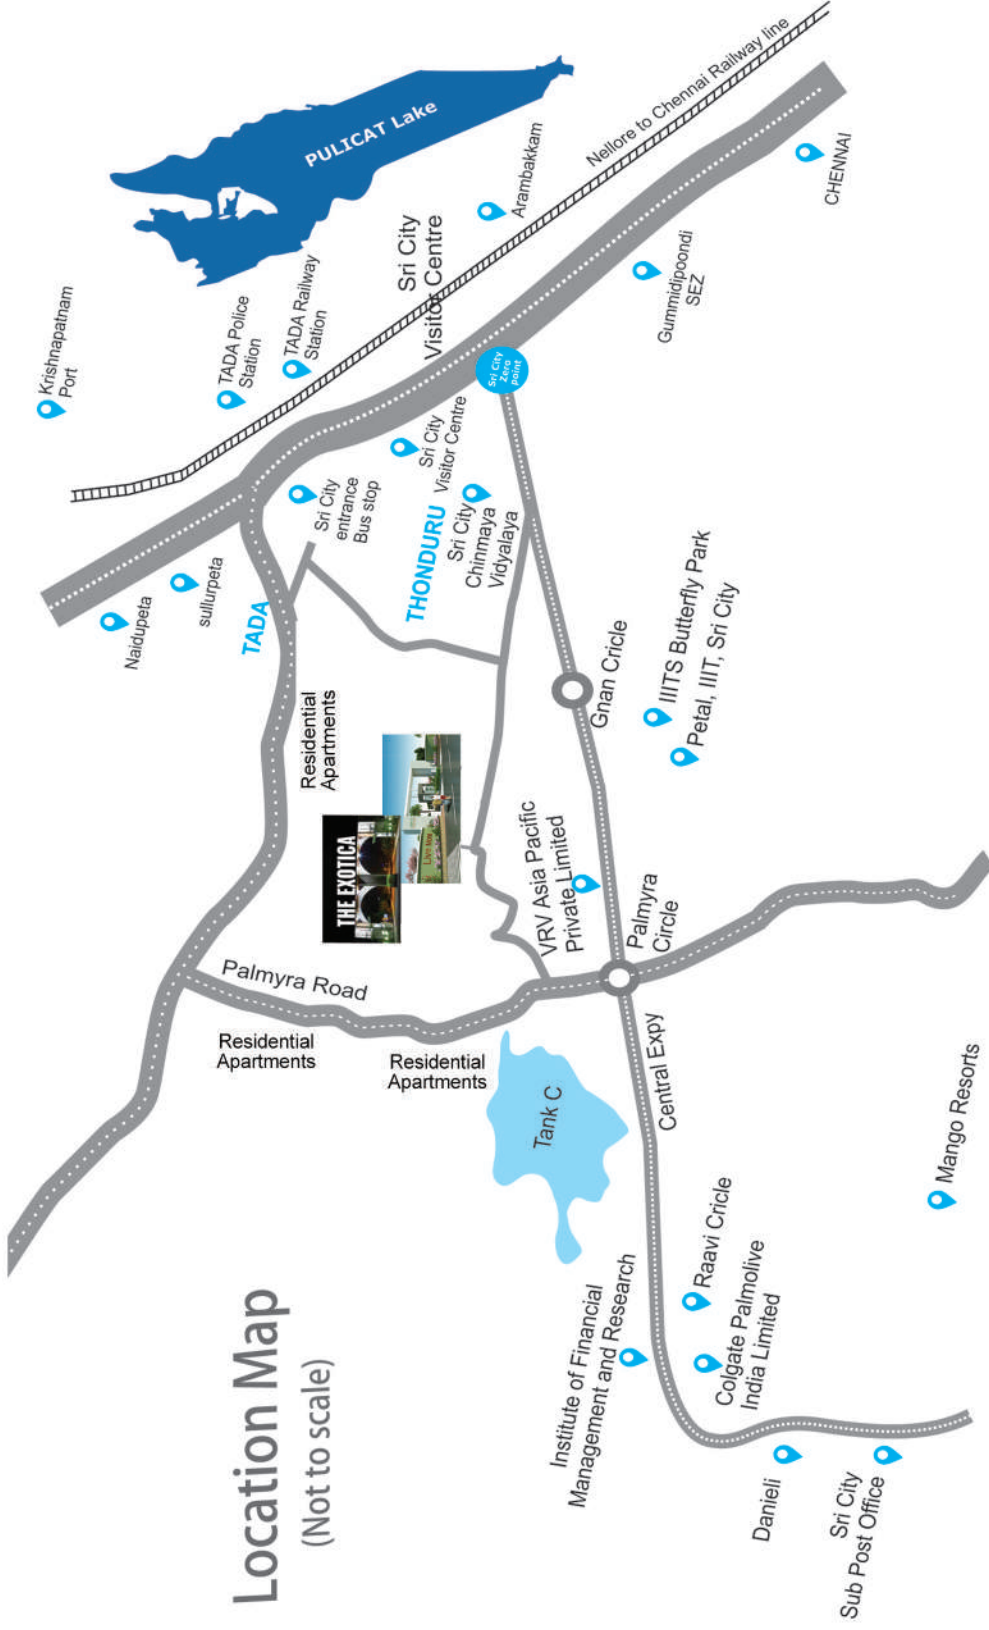 Location Map
(Not to scale)
Krishnapatnam
Port
TADA Police
Station
TADA Railway
Station
PULICAT Lake
Sri City
Visitor Centre
Arambakkam
Nellore to Chennai Railway line
Naidupeta
sullurpeta
TADA
Sri City
entrance
Bus stop
Sri City
Visitor Centre
THONDURU
Sri City
Chinmaya
Vidyalaya
Sri City
Zero
point
Gummidipoondi
SEZ
CHENNAI
Residential
Apartments
THE EXOTICA
Gnan Cricle
IIITS Butterfly Park
Petal, IIIT, Sri City
VRV Asia Pacific
Private Limited
Palmyra
Circle
Palmyra Road
Residential
Apartments
Residential
Apartments
Tank C
Central Expy
Mango Resorts
Raavi Cricle
Institute of Financial
Management and Research
Colgate Palmolive
India Limited
Danieli
Sri City
Sub Post Office